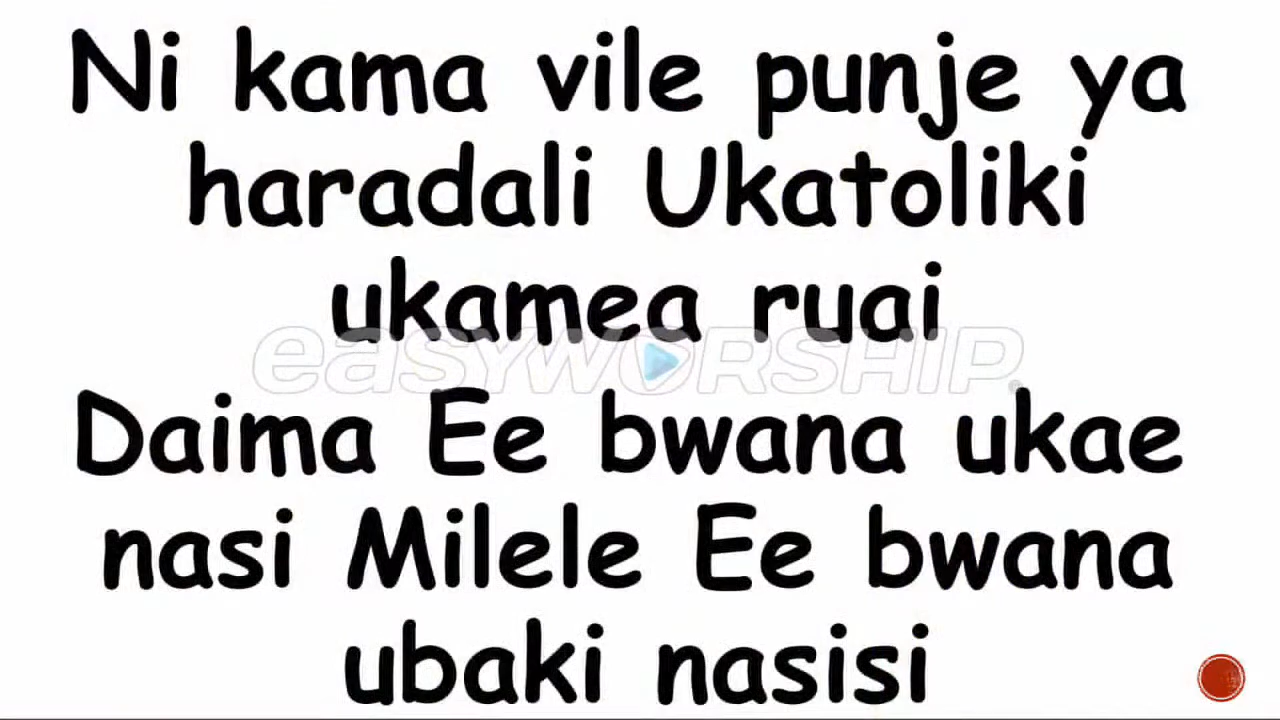 Ni kama vile punje ya
haradali Ukatoliki
ukamea ruai
easyworship
Daima Ee bwana ukae
nasi Milele Ee bwana
ubaki nasisi